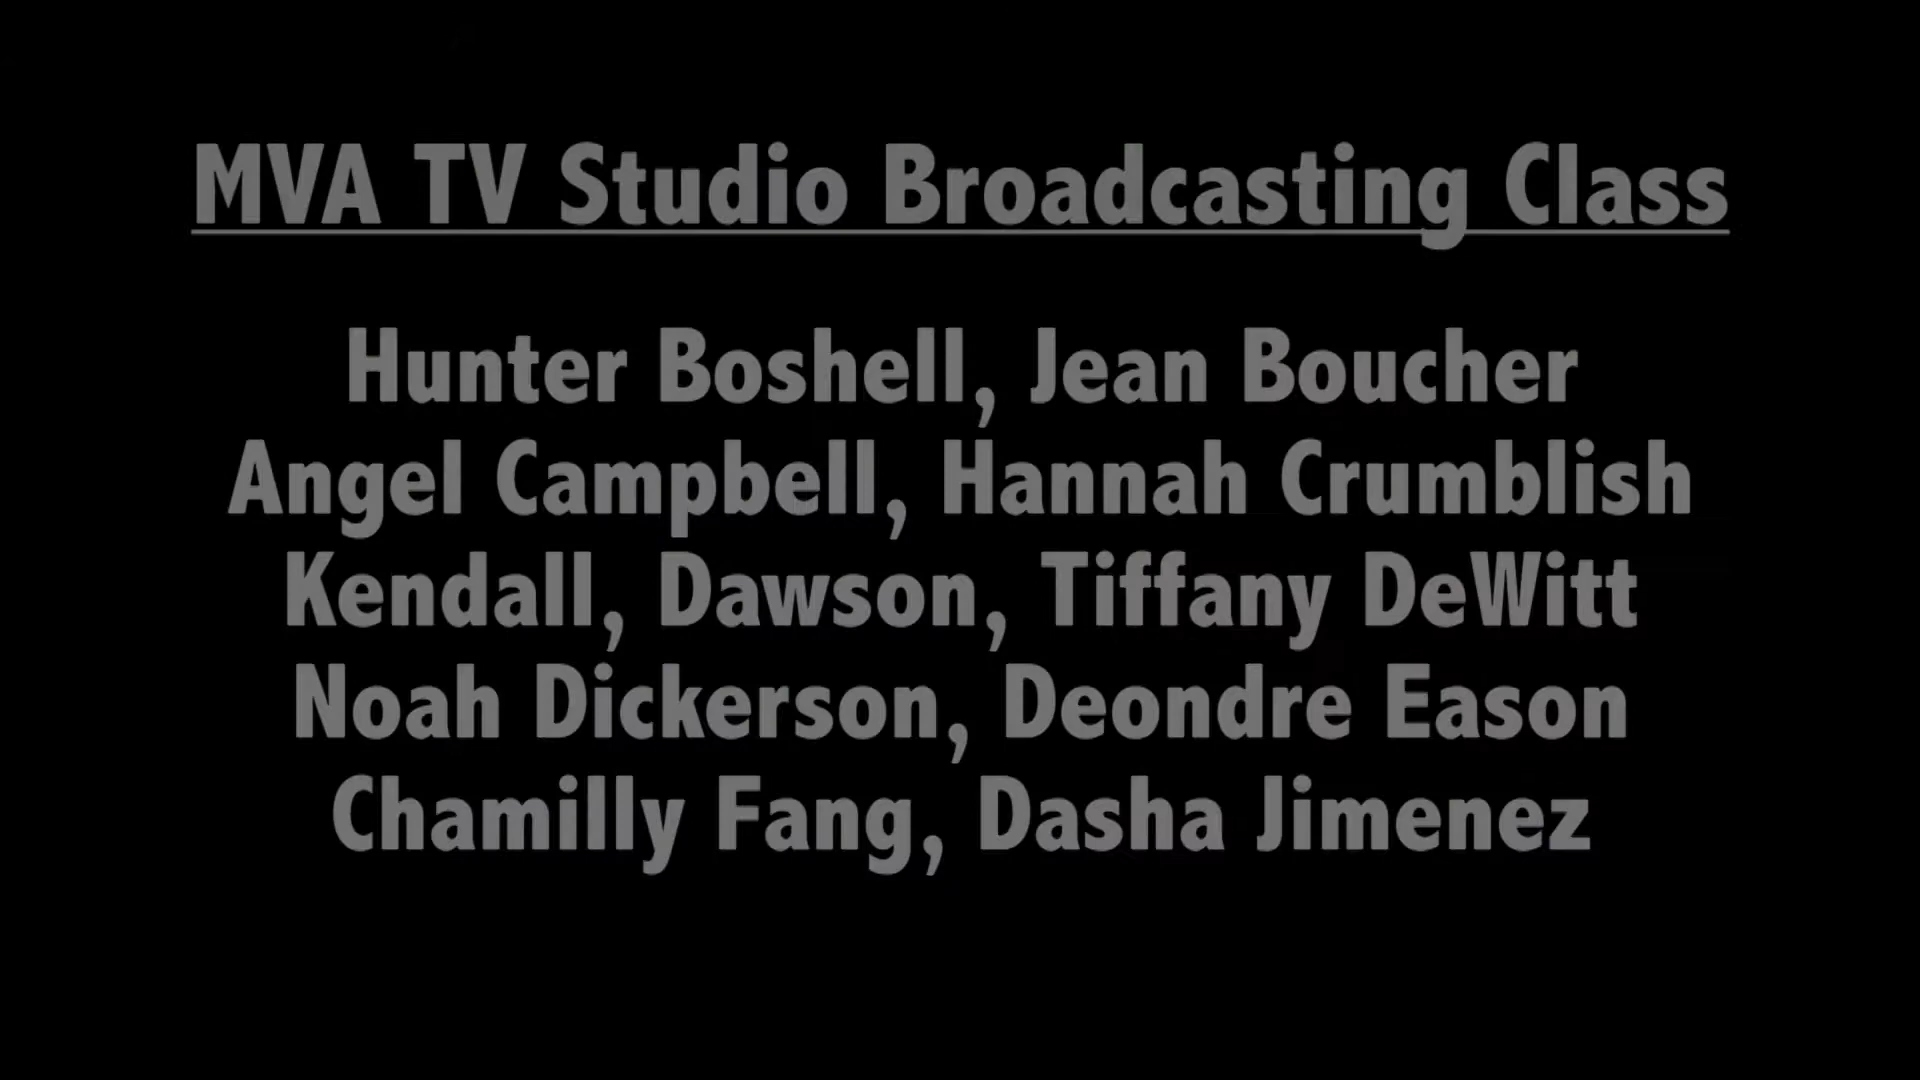 MVA TV Studio Broadcasting Class
Hunter Boshell, Jean Boucher
Angel Campbell, Hannah Crumblish
Kendall, Dawson, Tiffany DeWitt
Noah Dickerson, Deondre Eason
Chamilly Fang, Dasha Jimenez